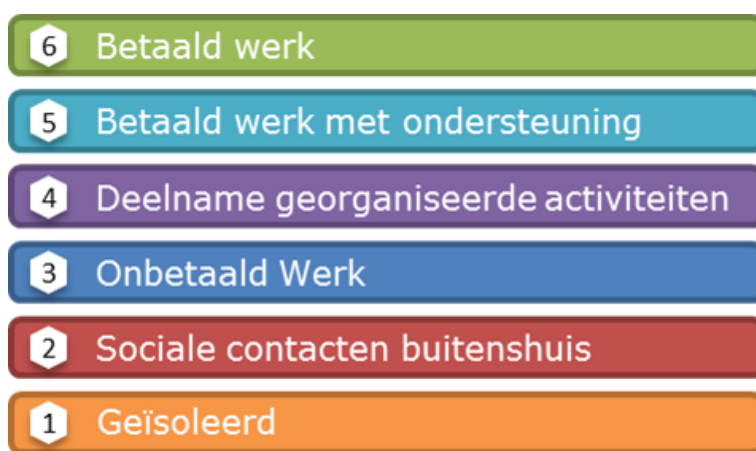 6 Betaald werk
5 Betaald werk met ondersteuning
4 Deelname georganiseerde activiteiten
3 Onbetaald Werk
2 Sociale contacten buitenshuis
1 Geïsoleerd